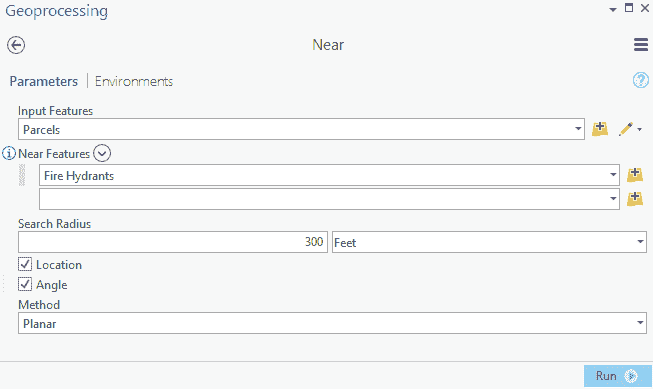 Geoprocessing
Near
Parameters Environments
Input Features
Parcels
Near Features
Fire Hydrants
Search Radius
300 Feet
Location
Angle
Method
Planar
Run